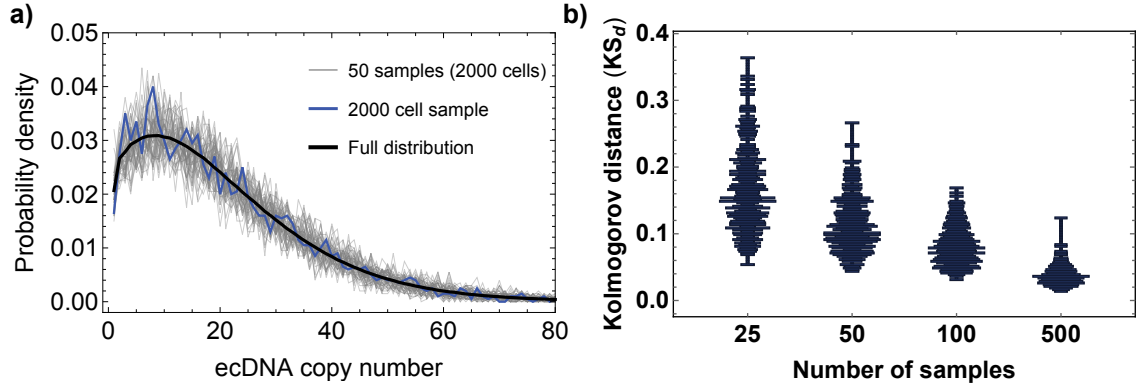 a)
0.05
0.04
0.03
0.02
0.01
0.00
Probability density
50 samples (2000 cells)
2000 cell sample
Full distribution
0 20 40 60 80
ecDNA copy number
b)
0.4
0.3
0.2
0.1
0.0
Kolmogorov distance (KSd)
25 50 100 500
Number of samples